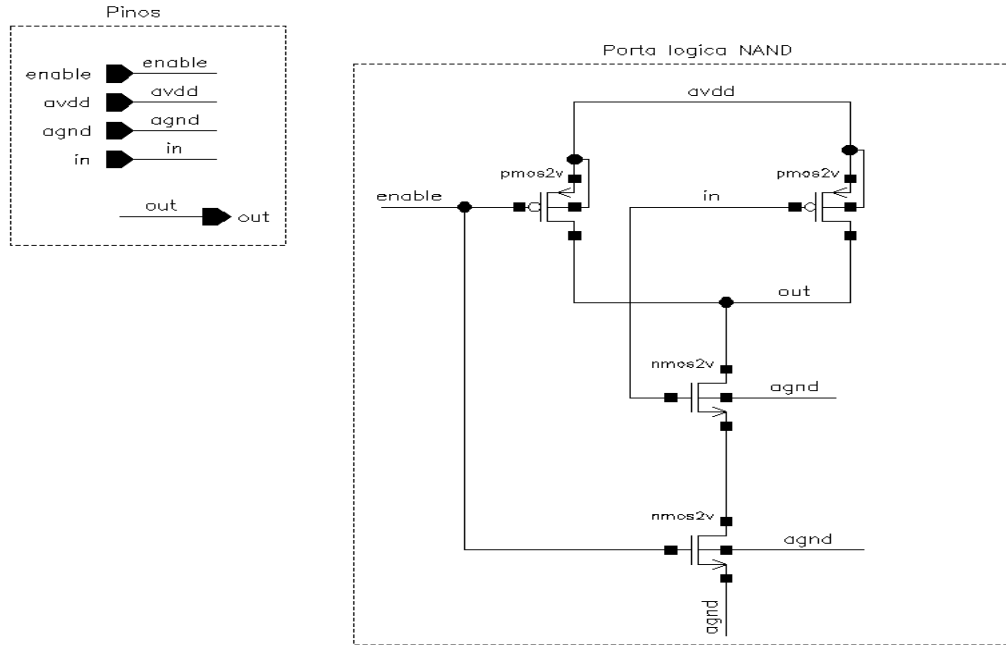 Pinos
enable enable
avdd avdd
agnd agnd
in in
out out
Porta logica NAND
avdd
pmos2v pmos2v
enable in
out
nmos2v
agnd
nmos2v
agnd
agnd